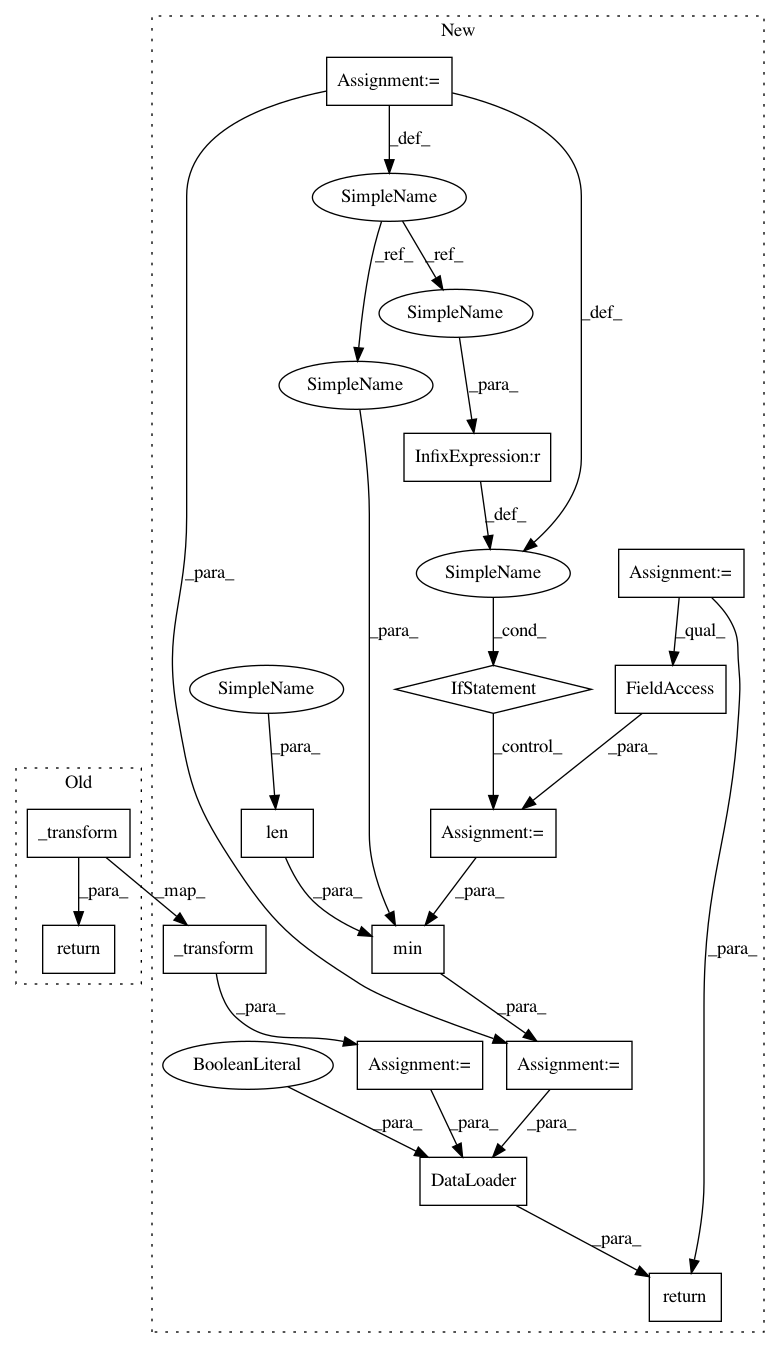 New
Assignment:=
_def_
SimpleName
_ref_
_ref_
SimpleName
_def_
SimpleName
_para_
InfixExpression:r
_def_
_para_
SimpleName
Assignment:=
_para_
_cond_
_qual_
SimpleName
IfStatement
FieldAccess
_para_
_control_
_para_
Old
_transform
len
Assignment:=
_para_
_map_
_para_
_para_
return
_transform
min
_para_
_para_
_para_
BooleanLiteral
Assignment:=
Assignment:=
_para_
_para_
_para_
DataLoader
_para_
return